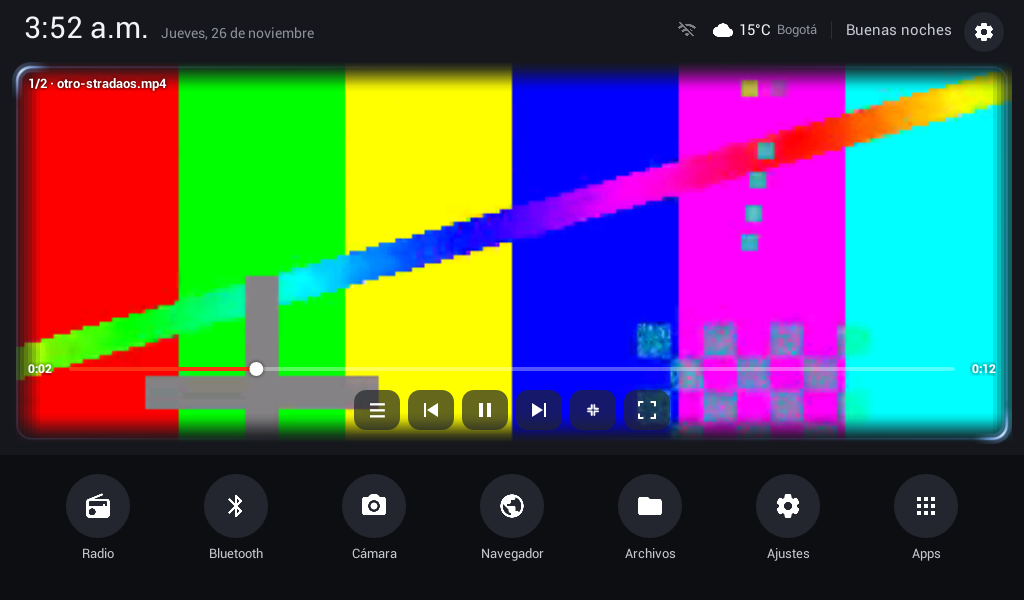 3:52 a.m. Jueves, 26 de noviembre
15°C Bogotá
Buenas noches
1/2 · otro-stradaos.mp4
0:02
0:12
Radio
Bluetooth
Cámara
Navegador
Archivos
Ajustes
Apps